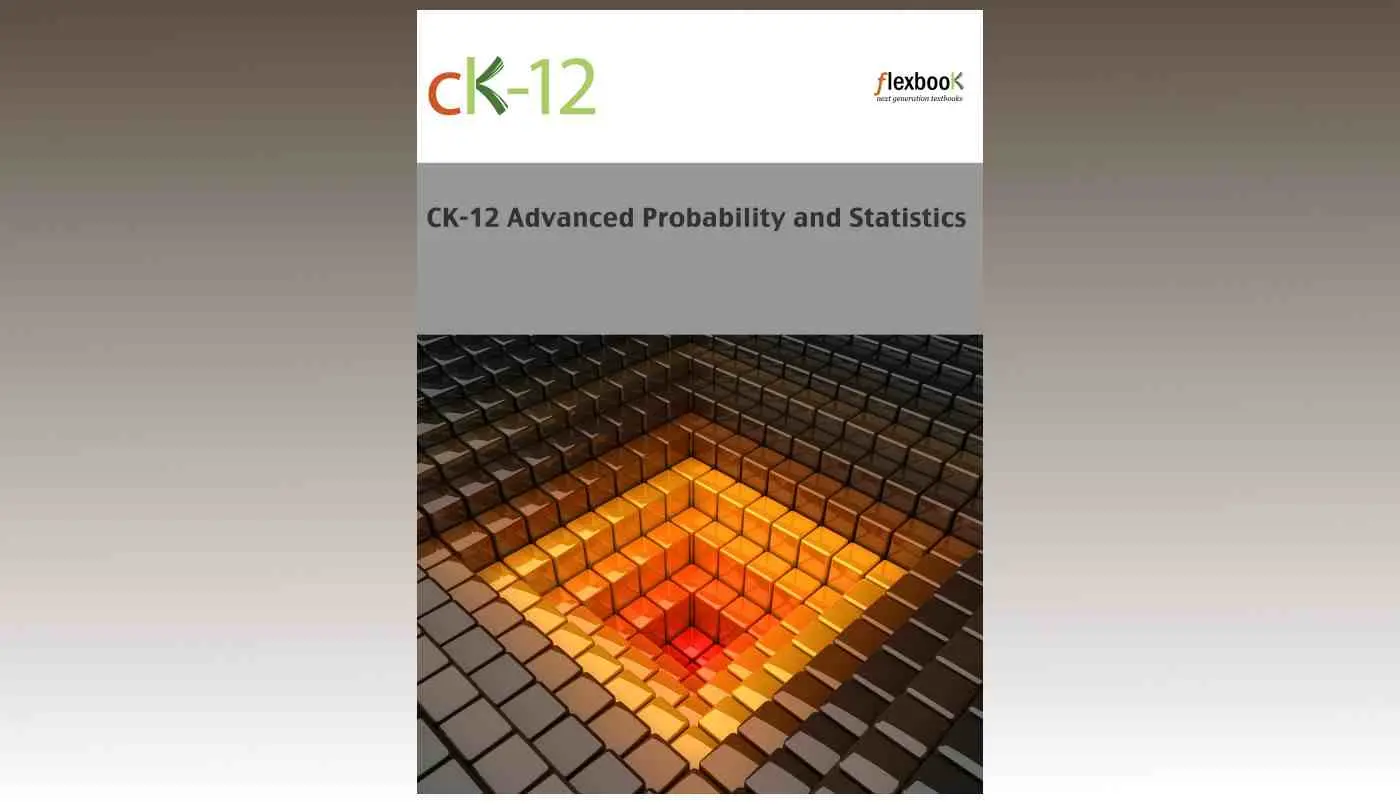 cK-12
flexbook
next generation textbooks
CK-12 Advanced Probability and Statistics